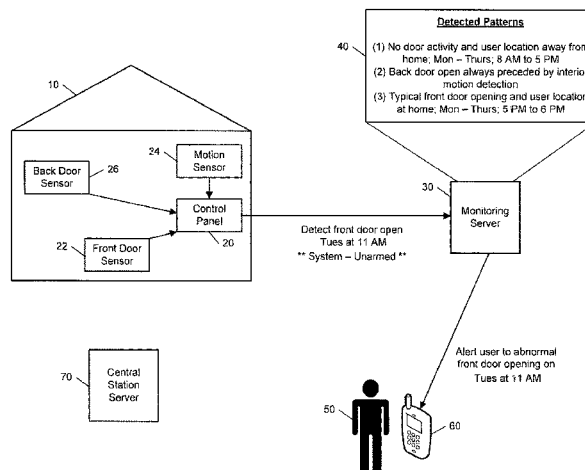 Detected Patterns
40
(1) No door activity and user location away from
home; Mon – Thurs; 8 AM to 5 PM
(2) Back door open always preceded by interior
motion detection
(3) Typical front door opening and user location
at home; Mon – Thurs; 5 PM to 6 PM
10
24
Motion
Sensor
26
Back Door
Sensor
Control
Panel
20
22
Front Door
Sensor
30
Monitoring
Server
Detect front door open
Tues at 11 AM
** System – Unarmed **
Alert user to abnormal
front door opening on
Tues at 11 AM
70
Central
Station
Server
50
60